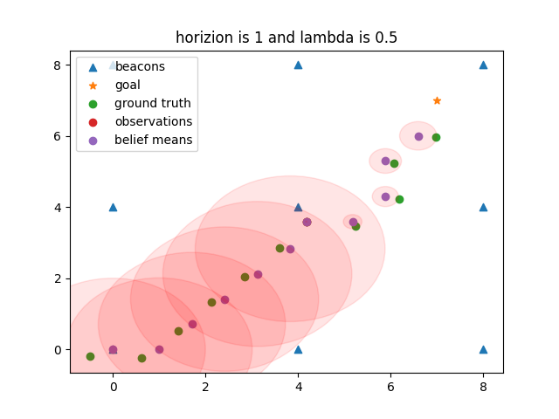 horizion is 1 and lambda is 0.5
beacons
goal
ground truth
observations
belief means
8
6
4
2
0
0 2 4 6 8